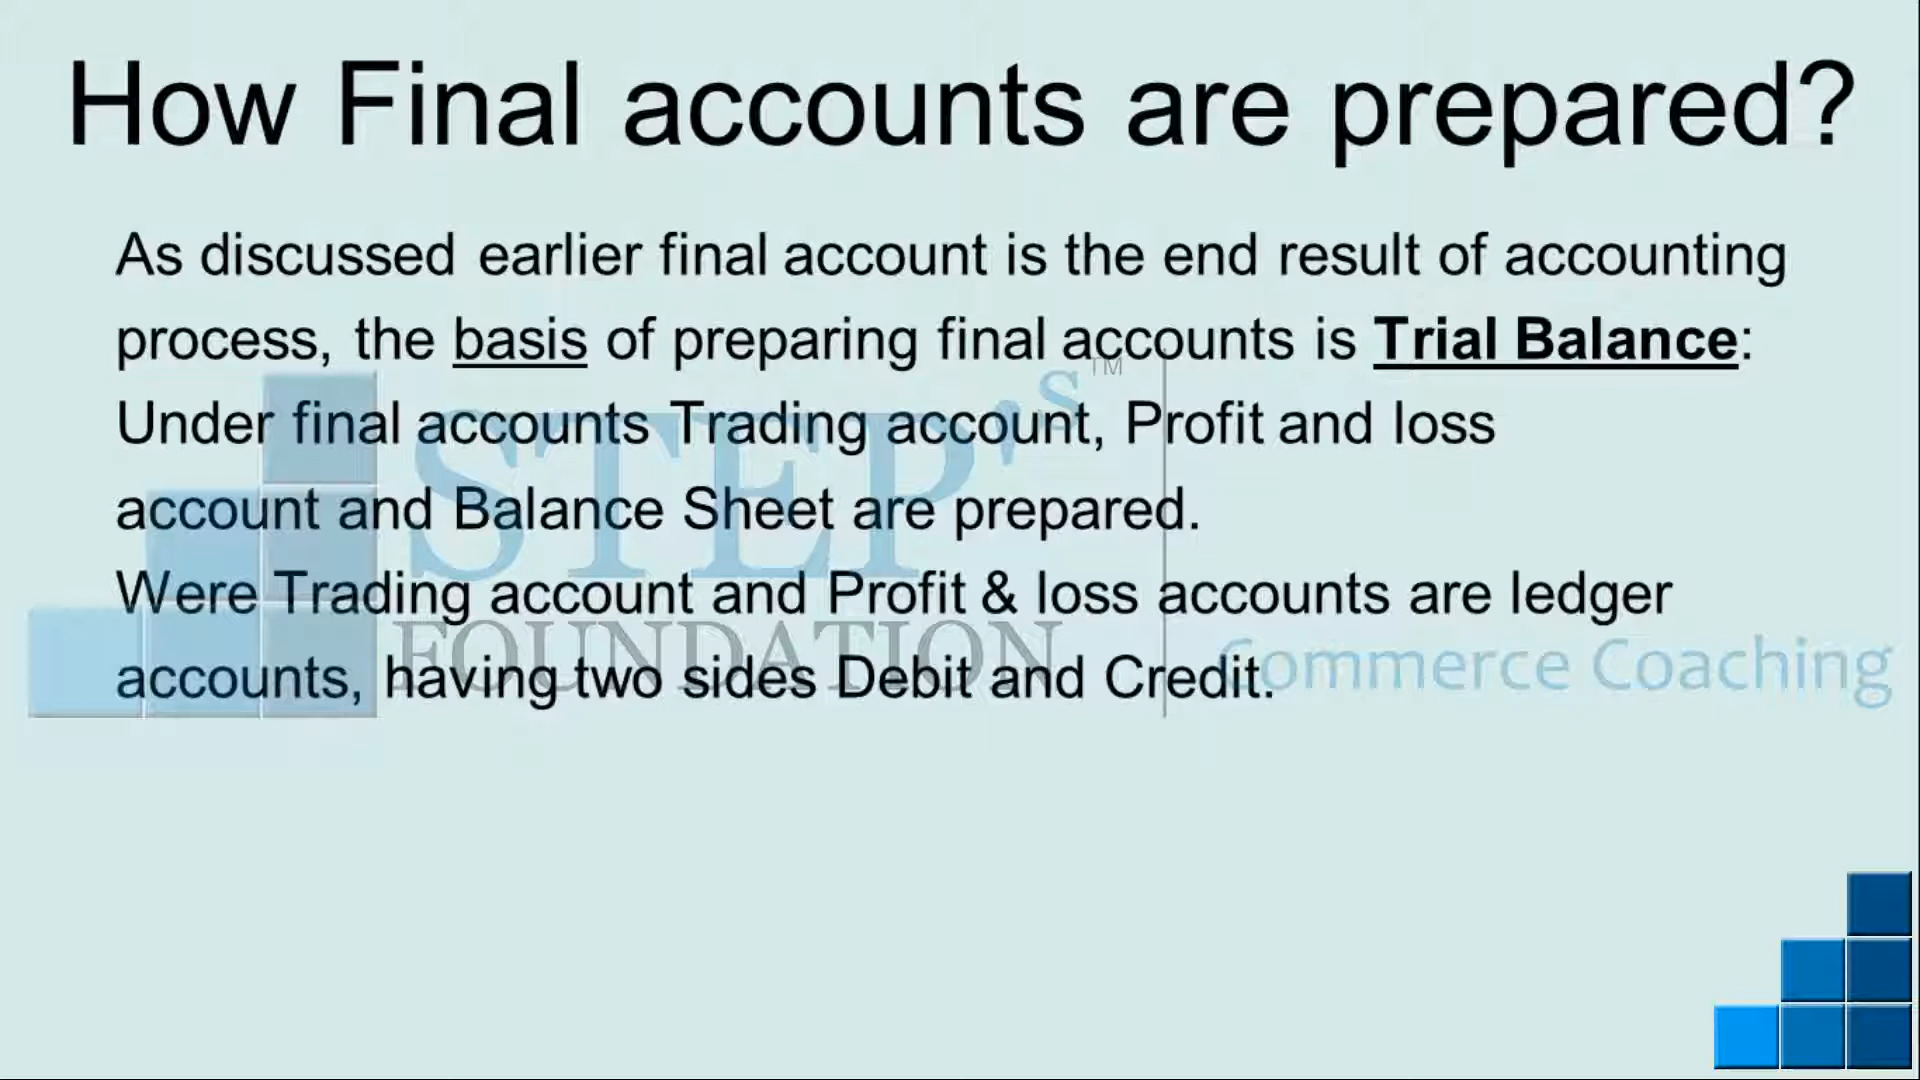 How Final accounts are prepared?
As discussed earlier final account is the end result of accounting
process, the basis of preparing final accounts is Trial Balance:
Under final accounts Trading account, Profit and loss
account and Balance Sheet are prepared.
Were Trading account and Profit & loss accounts are ledger
accounts, having two sides Debit and Credit.
STEP's TM
FOUNDATION
Commerce Coaching